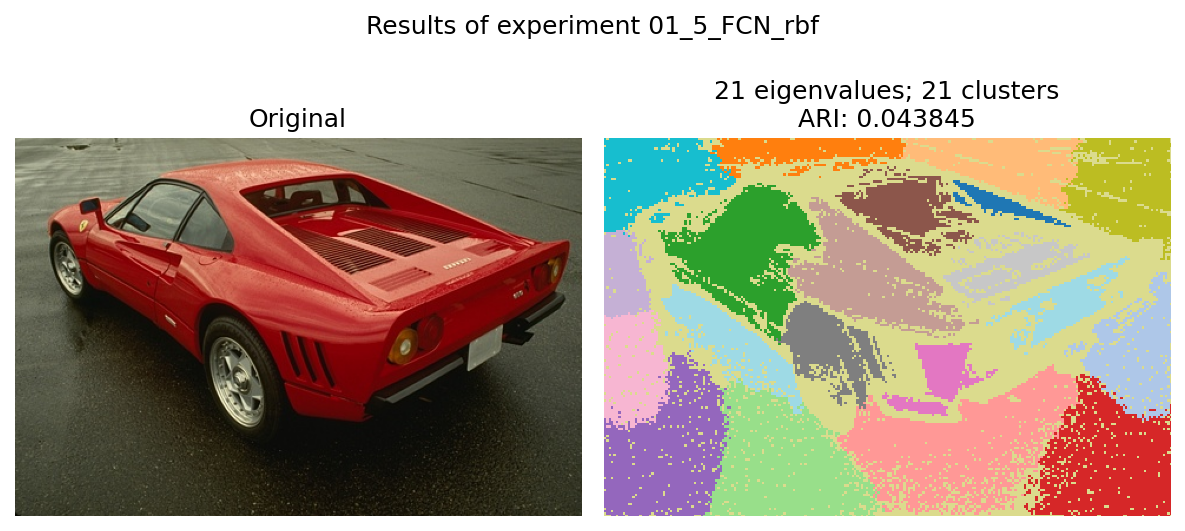 Results of experiment 01_5_FCN_rbf
Original
21 eigenvalues; 21 clusters
ARI: 0.043845